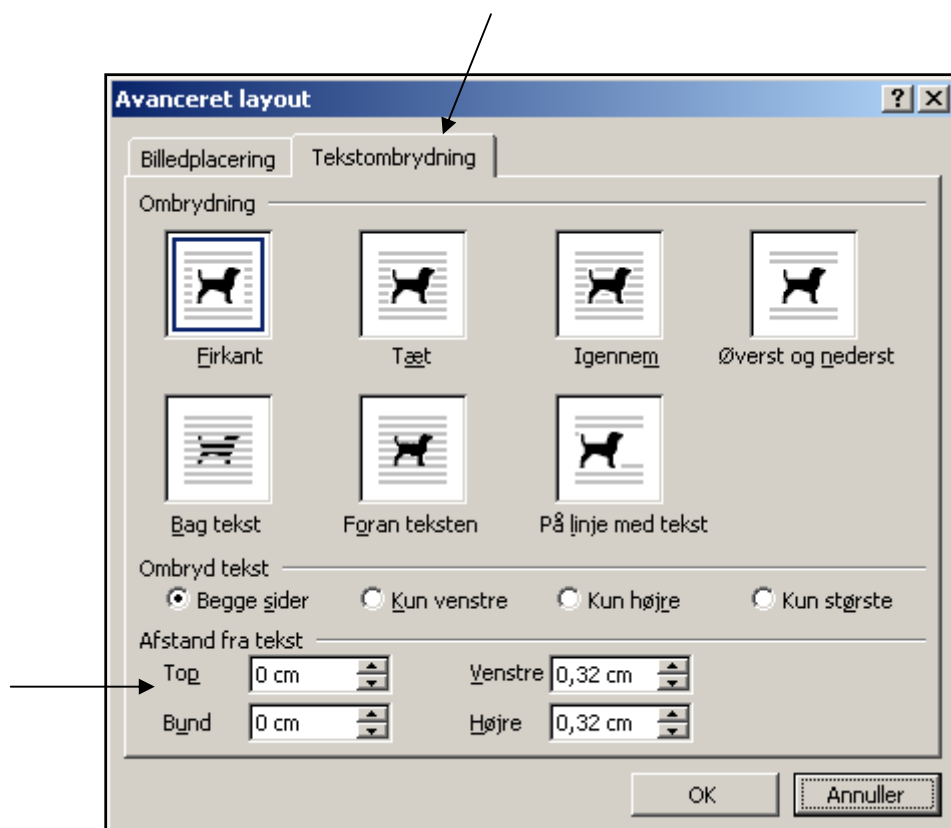 Avanceret layout
Billedplacering Tekstombrydning
Ombrydning
Firkant Tæt Igennem Øverst og nederst
Bag tekst Foran teksten På linje med tekst
Ombryd tekst
Begge sider Kun venstre Kun højre Kun største
Afstand fra tekst
Top 0 cm Venstre 0,32 cm
Bund 0 cm Højre 0,32 cm
OK Annuller